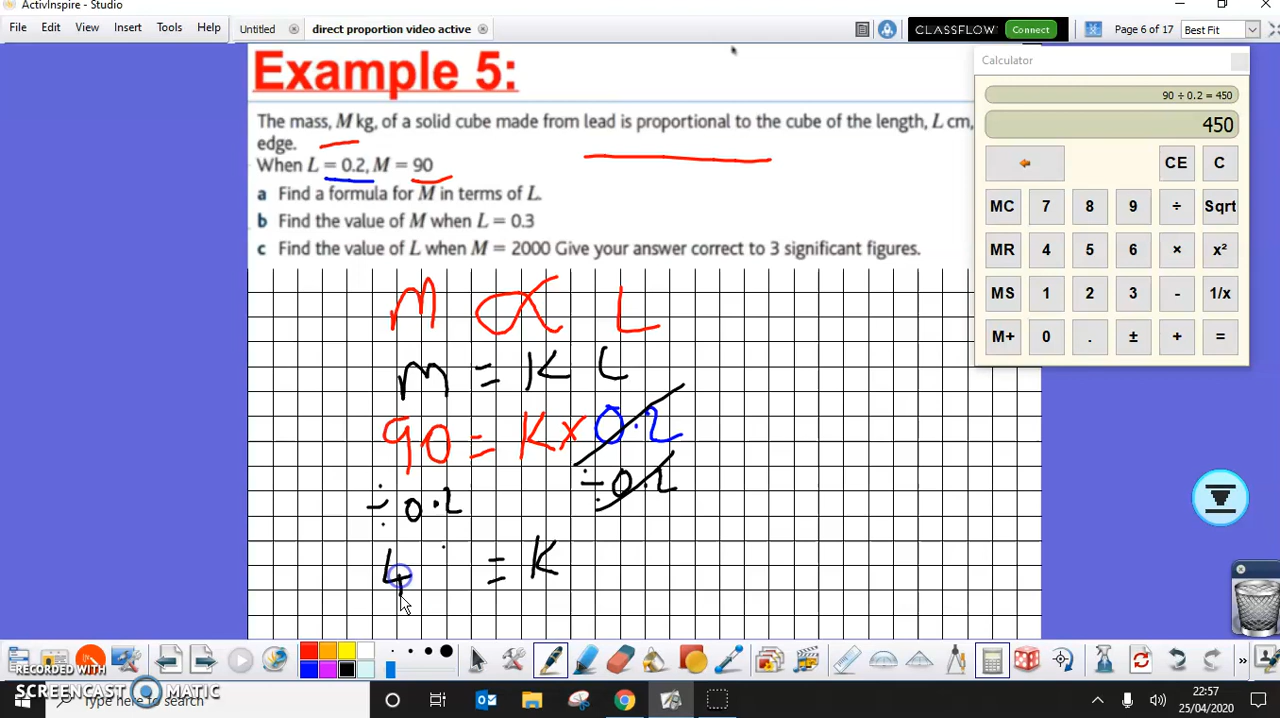 ActivInspire - Studio
File Edit View Insert Tools Help
Untitled
direct proportion video active
CLASSFLOW Connect
Page 6 of 17
Best Fit
Example 5:
The mass, M kg, of a solid cube made from lead is proportional to the cube of the length, L cm,
edge.
When L = 0.2, M = 90
a Find a formula for M in terms of L.
b Find the value of M when L = 0.3
c Find the value of L when M = 2000 Give your answer correct to 3 significant figures.
M ∝ L
m = K L
90 = K × 0.2
÷0.2 ÷0.2
4 = K
Calculator
90 ÷ 0.2 = 450
450
CE C
MC 7 8 9 ÷ Sqrt
MR 4 5 6 × x²
MS 1 2 3 - 1/x
M+ 0 . ± + =
RECORDED WITH
SCREENCAST MATIC
here to search
22:57
25/04/2020